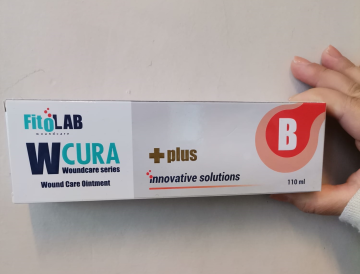 FitoLAB
woundcare
WCURA
Woundcare series
Wound Care Ointment
+plus
innovative solutions
B
110 ml